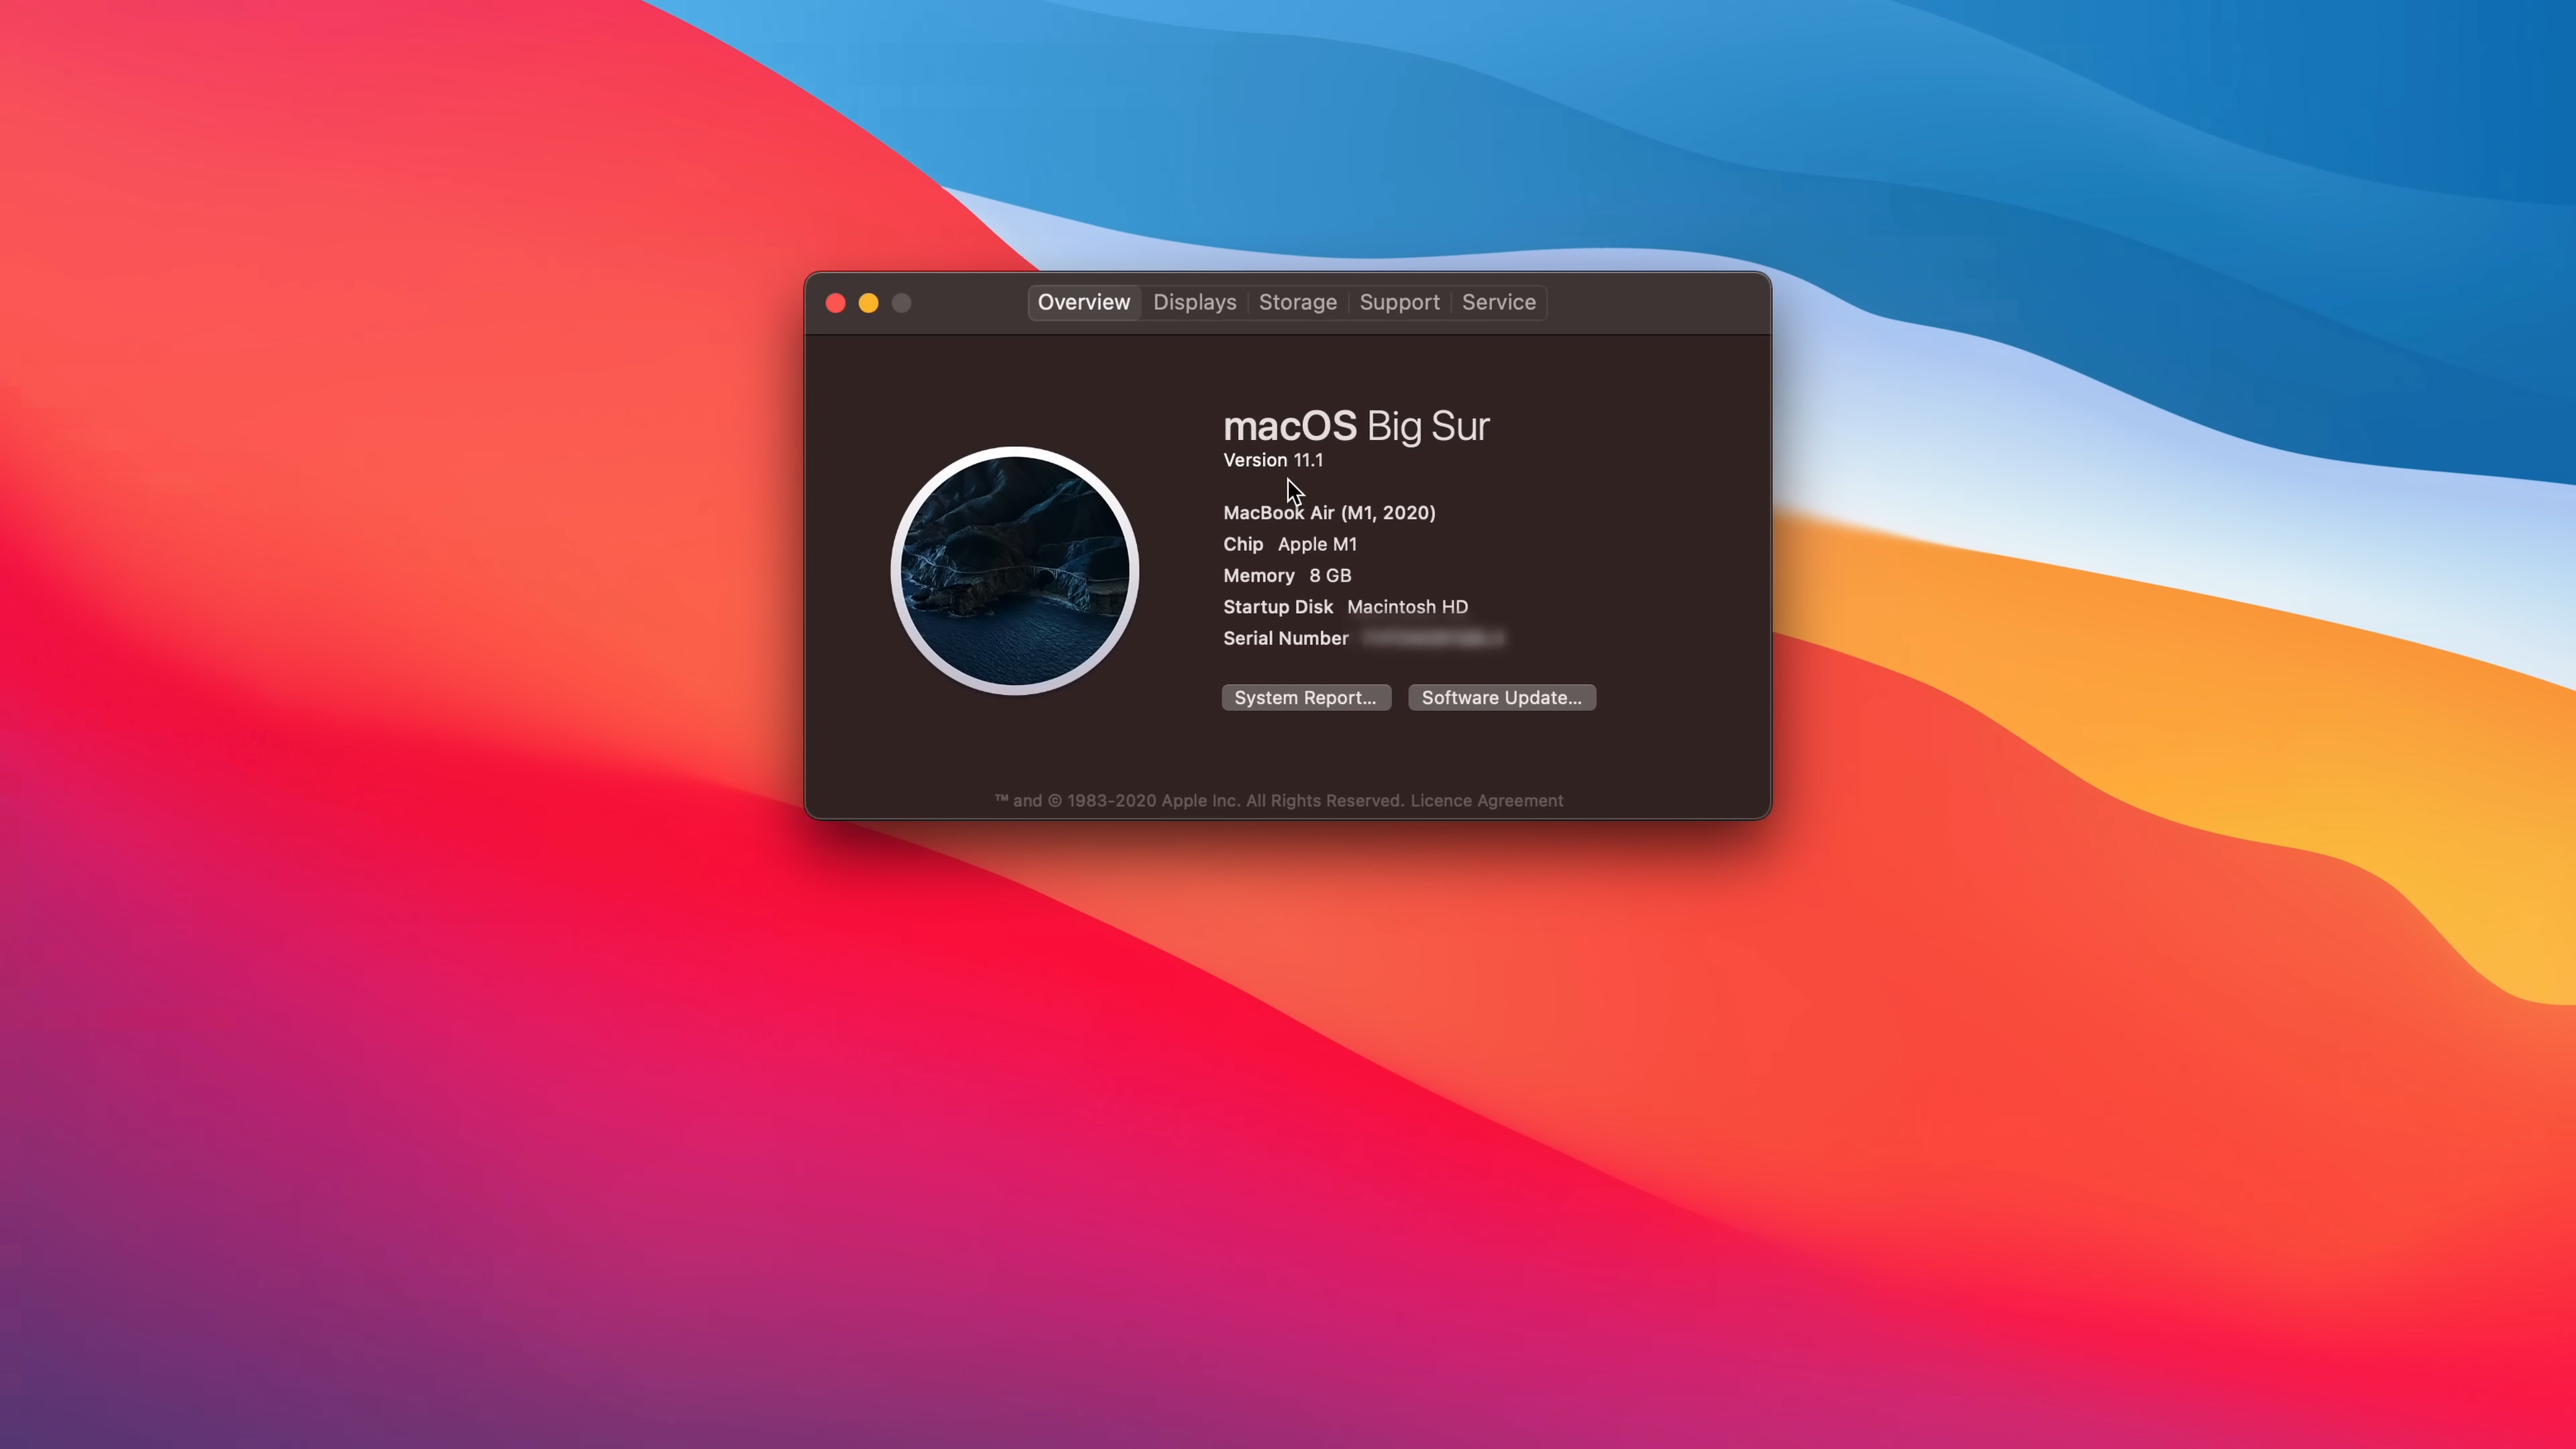 Overview Displays Storage Support Service
macOS Big Sur
Version 11.1
MacBook Air (M1, 2020)
Chip Apple M1
Memory 8 GB
Startup Disk Macintosh HD
Serial Number
System Report... Software Update...
™ and © 1983-2020 Apple Inc. All Rights Reserved. Licence Agreement